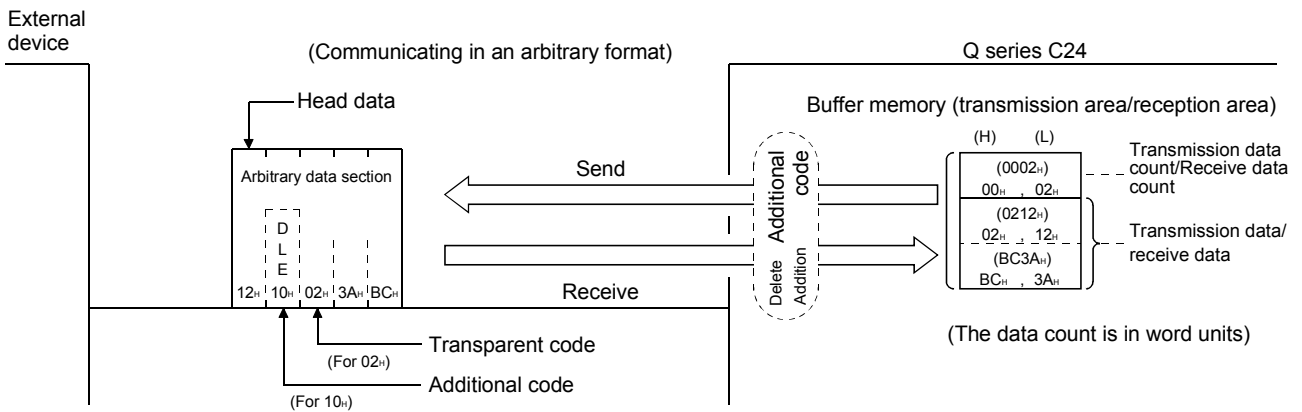 External
device
(Communicating in an arbitrary format)
Q series C24
Head data
Buffer memory (transmission area/reception area)
(H) (L)
Arbitrary data section
Send
Additional code
(0002H)
00H , 02H
Transmission data
count/Receive data
count
D
L
E
(0212H)
02H , 12H
(BC3AH)
BCH , 3AH
Transmission data/
receive data
Delete
Addition
12H 10H 02H 3AH BCH
Receive
(The data count is in word units)
Transparent code
(For 02H)
Additional code
(For 10H)